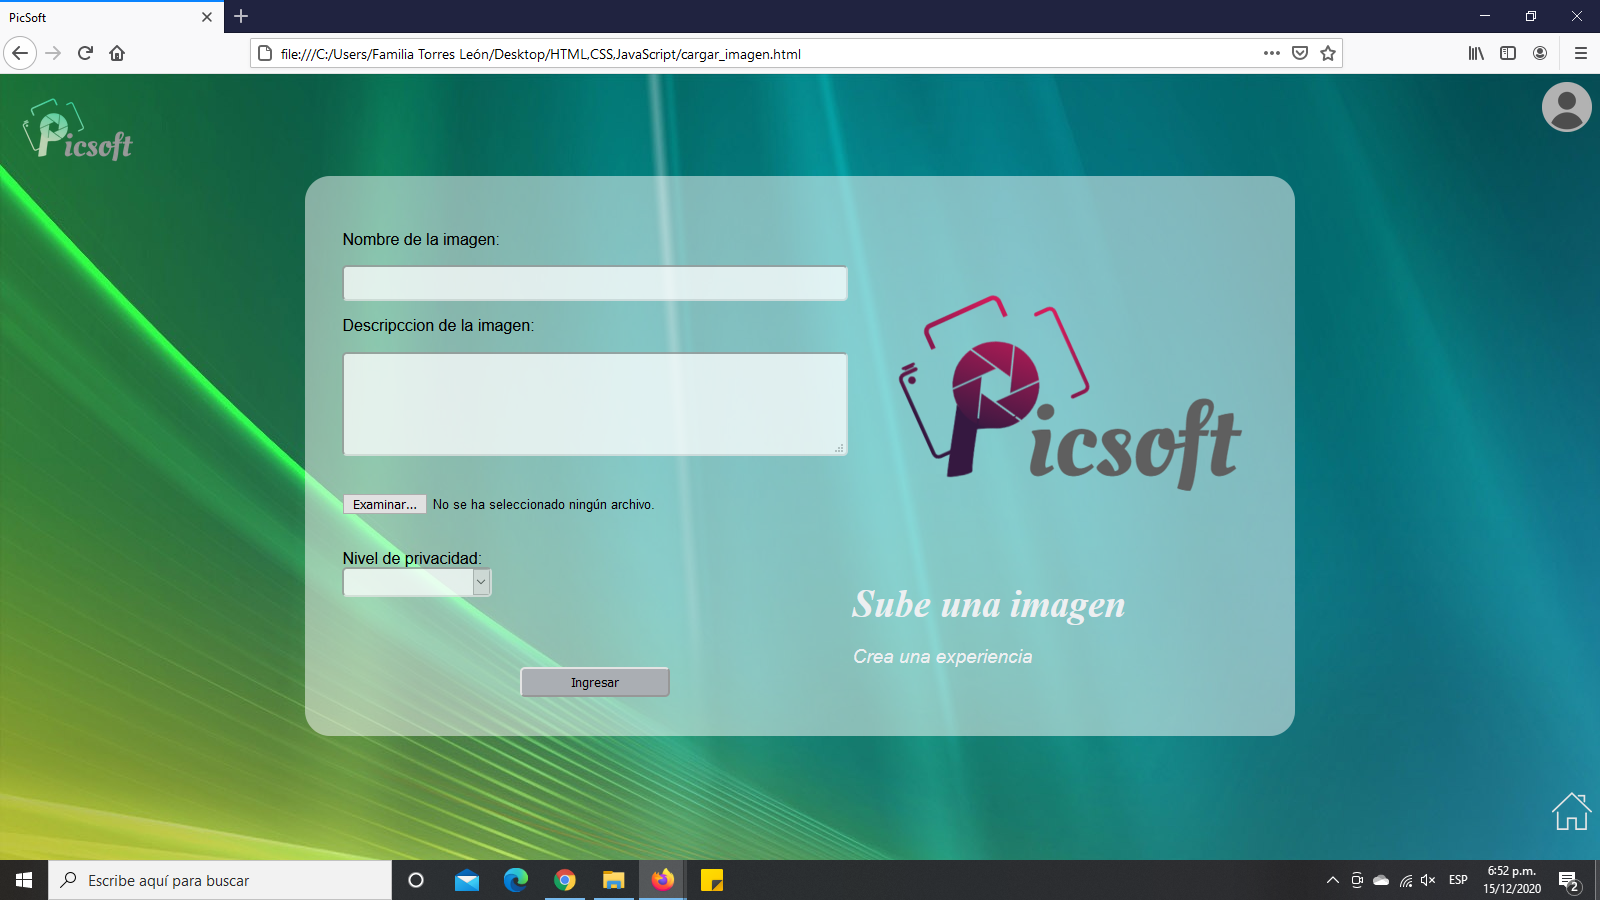 PicSoft
file:///C:/Users/Familia Torres León/Desktop/HTML,CSS,JavaScript/cargar_imagen.html
Picsoft
Nombre de la imagen:
Descripccion de la imagen:
Picsoft
Examinar... No se ha seleccionado ningún archivo.
Nivel de privacidad:
Sube una imagen
Crea una experiencia
Ingresar
Escribe aquí para buscar
ESP
6:52 p.m.
15/12/2020
2